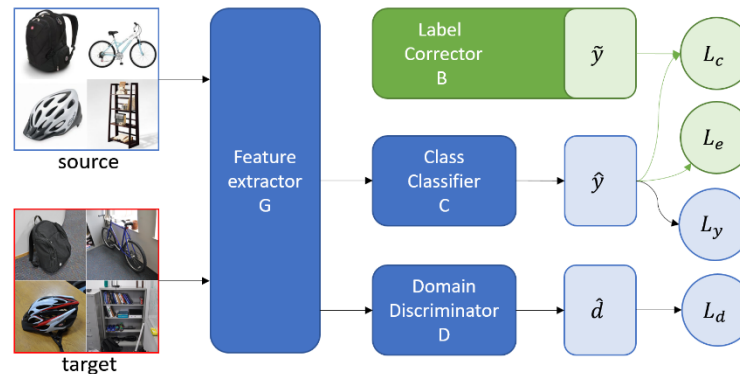 source
target
Feature
extractor
G
Label
Corrector
B
ỹ
L_c
L_e
Class
Classifier
C
ŷ
L_y
Domain
Discriminator
D
d̂
L_d